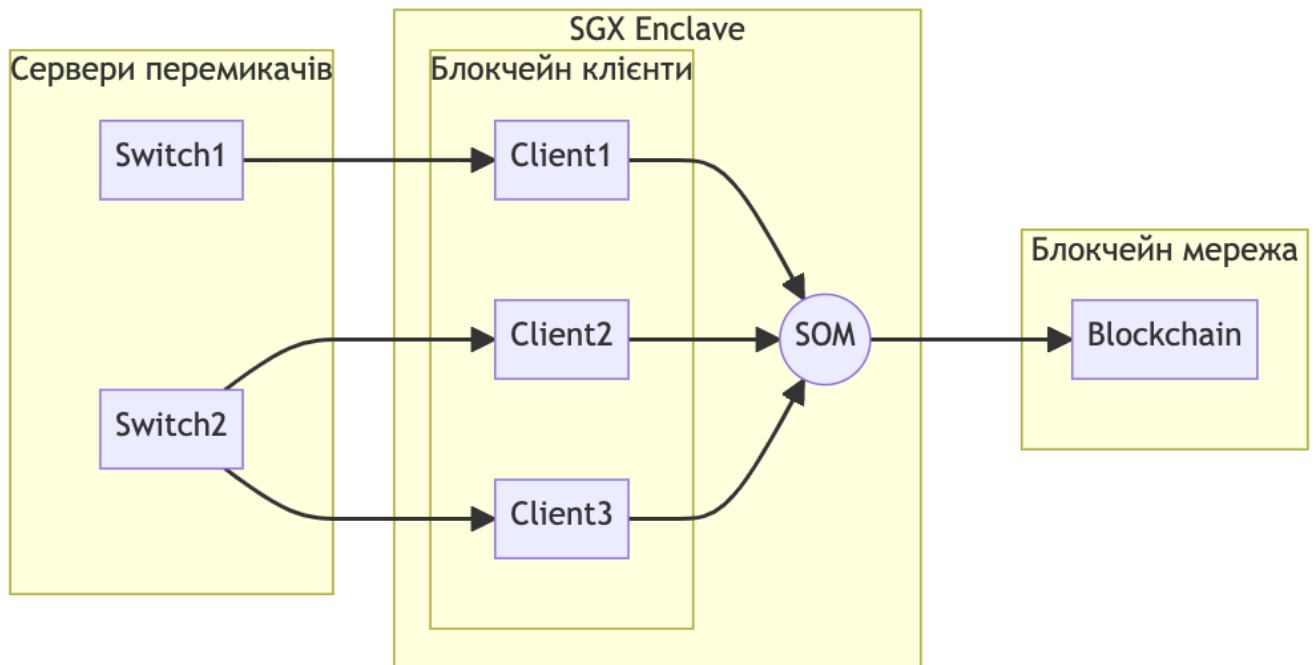 SGX Enclave
Сервери перемикачів
Блокчейн клієнти
Switch1
Client1
Блокчейн мережа
Client2
SOM
Blockchain
Switch2
Client3